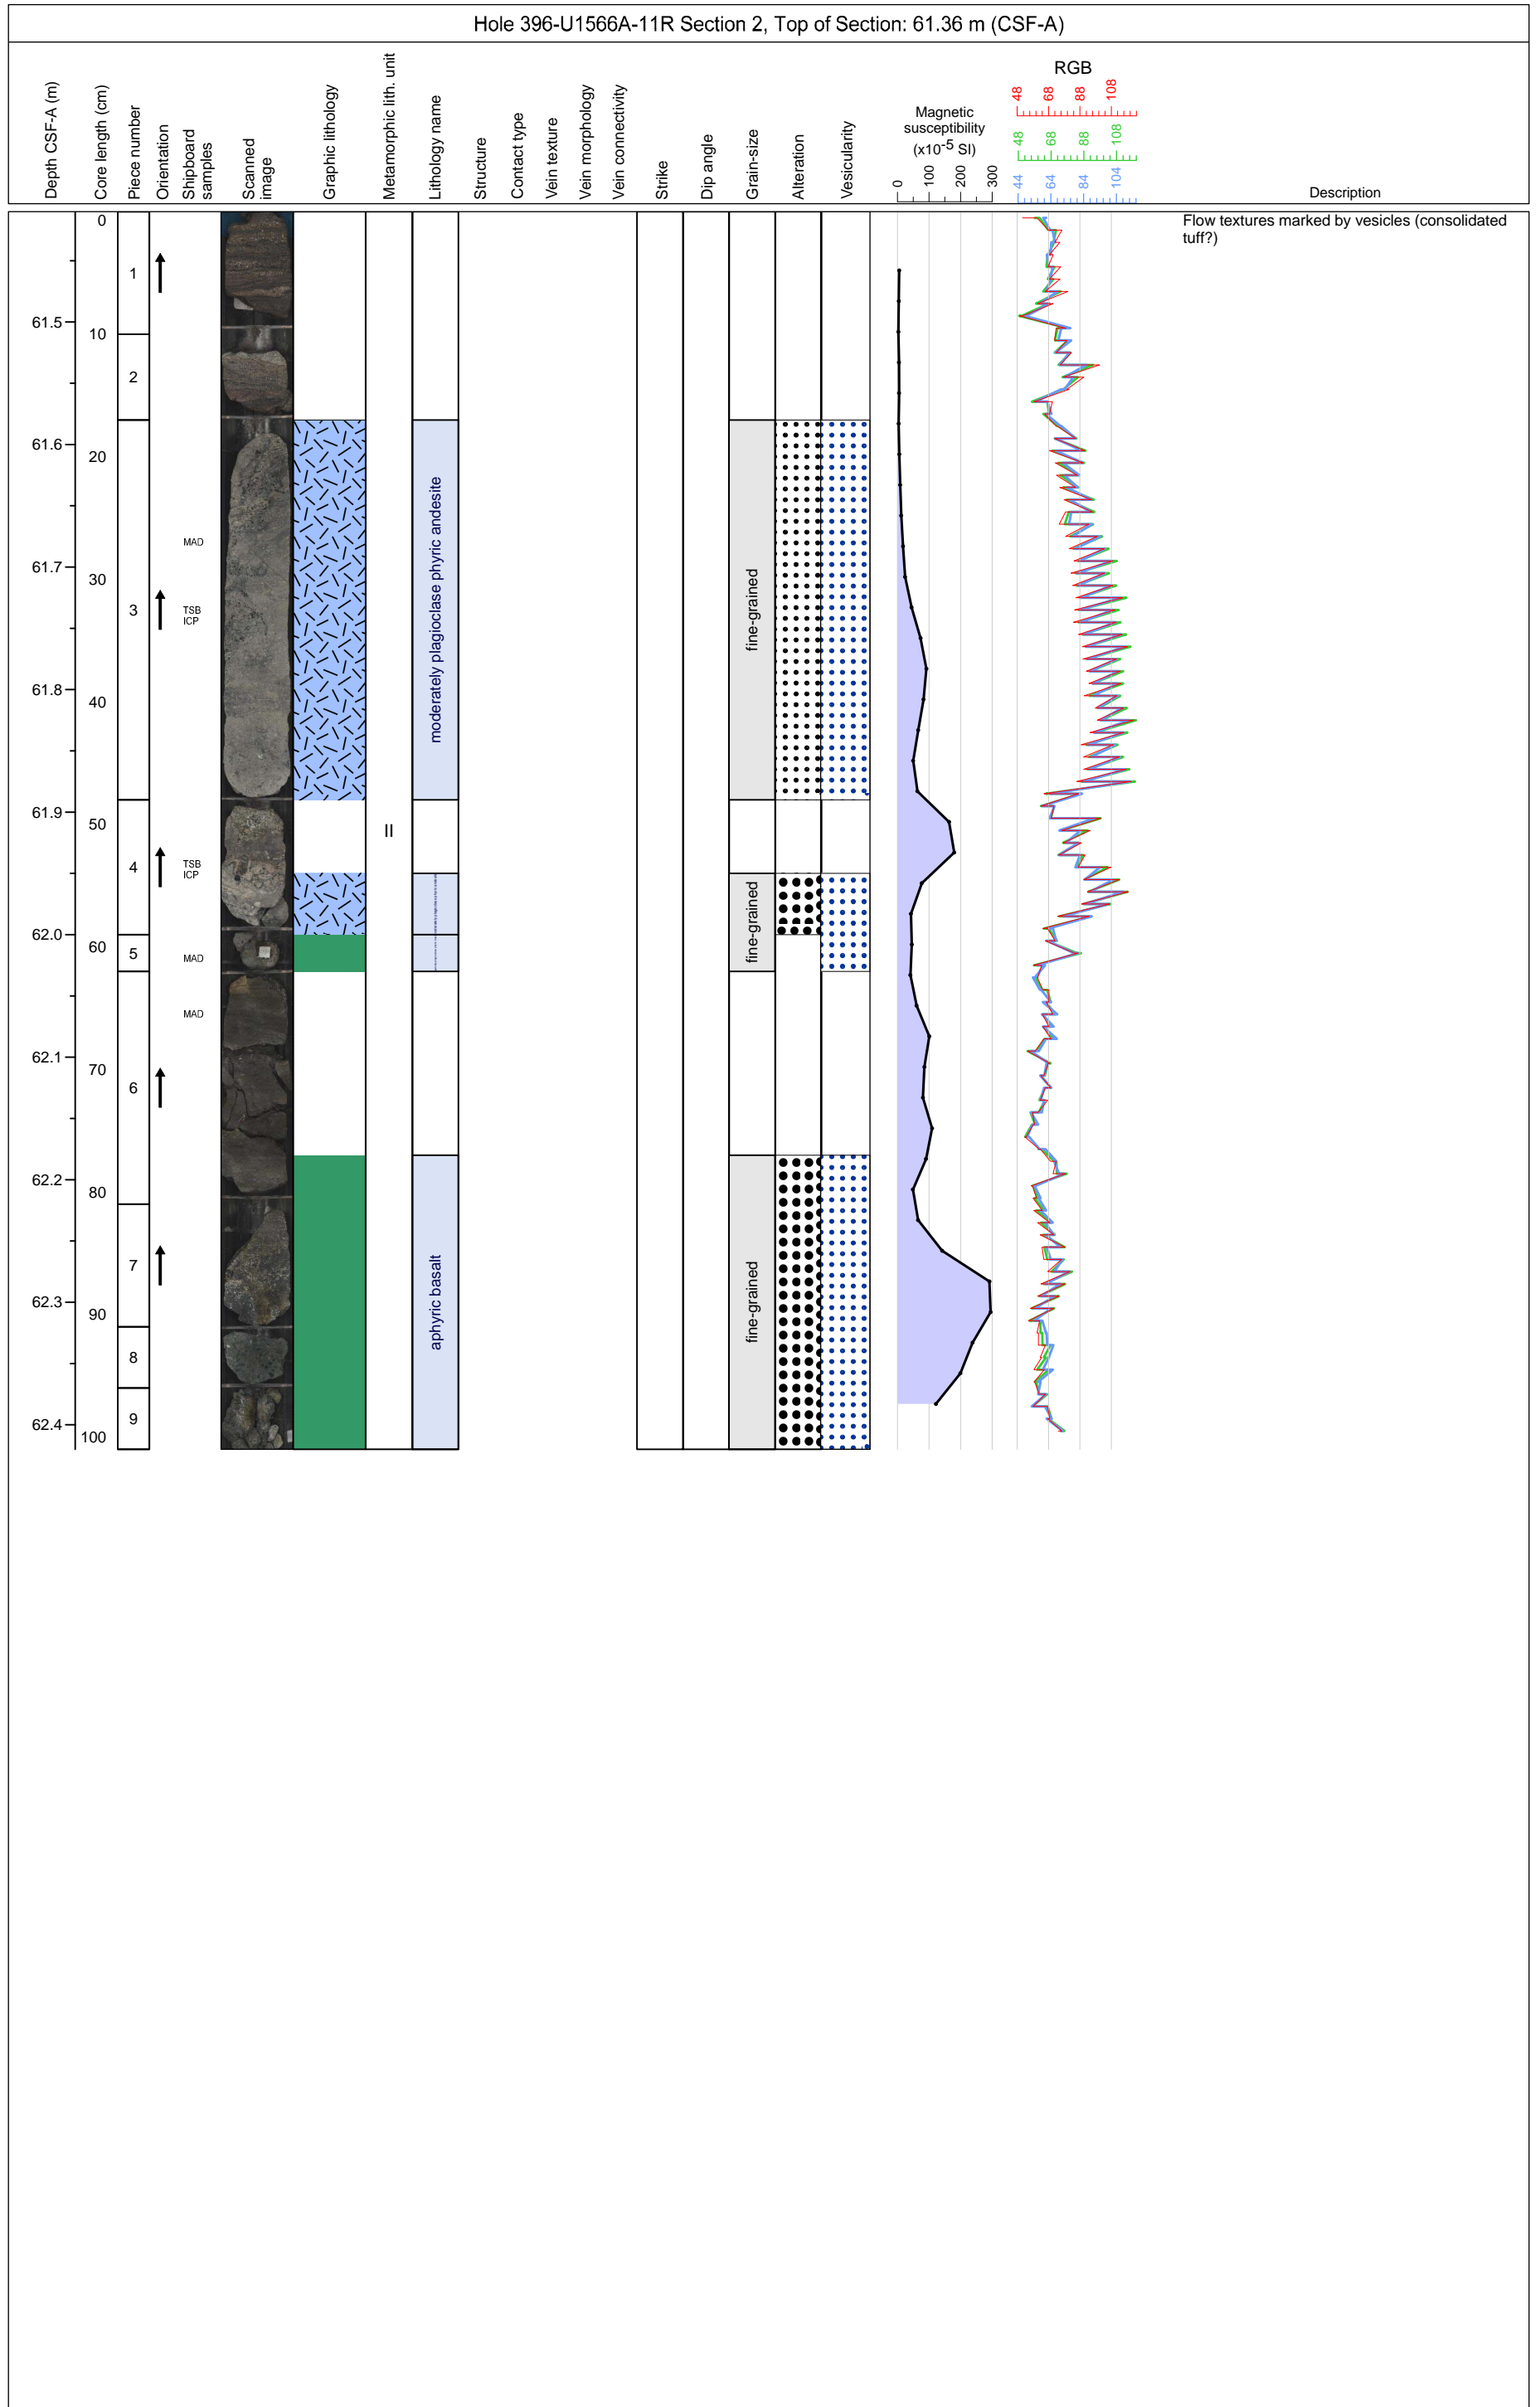 Hole 396-U1566A-11R Section 2, Top of Section: 61.36 m (CSF-A)
Depth CSF-A (m)
Core length (cm)
Piece number
Orientation
Shipboard
samples
Scanned
image
Graphic lithology
Metamorphic lith. unit
Lithology name
Structure
Contact type
Vein texture
Vein morphology
Vein connectivity
Strike
Dip angle
Grain-size
Alteration
Vesicularity
Magnetic
susceptibility
(x10-5 SI)
0 100 200 300
RGB
48 68 88 108
48 68 88 108
44 64 84 104
Description
Flow textures marked by vesicles (consolidated
tuff?)
0
1
61.5
10
2
61.6
20
MAD
61.7
30
3
TSB
ICP
moderately plagioclase phyric andesite
fine-grained
61.8
40
61.9
50
II
4
TSB
ICP
fine-grained
62.0
60
5
MAD
MAD
62.1
70
6
62.2
80
7
62.3
90
aphyric basalt
fine-grained
8
9
62.4
100